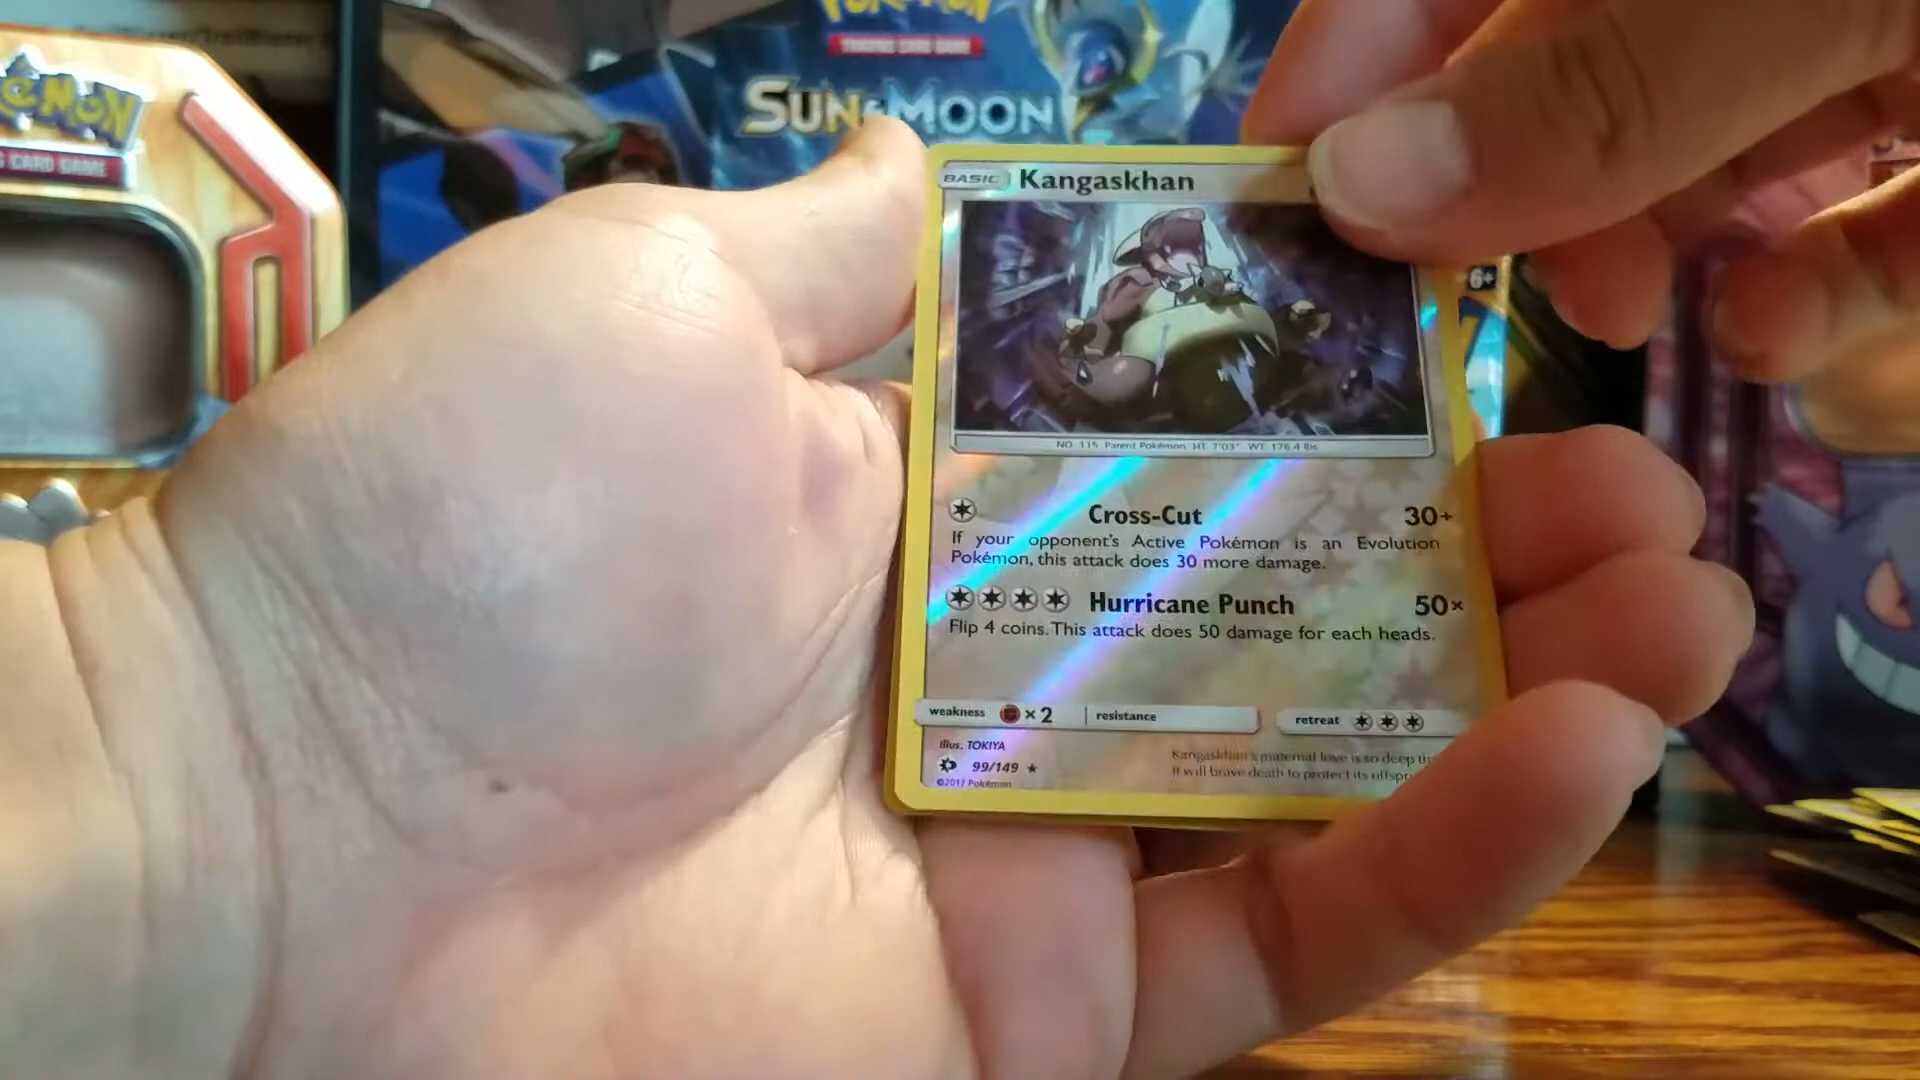 POKÉMON
TRADING CARD GAME
SUN & MOON
CARD GAME
6+
BASIC Kangaskhan
NO. 115 Parent Pokémon HT: 7'03" WT: 176.4 lbs.
Cross-Cut 30+
If your opponent's Active Pokémon is an Evolution
Pokémon, this attack does 30 more damage.
Hurricane Punch 50×
Flip 4 coins. This attack does 50 damage for each heads.
weakness ×2 resistance retreat
Illus. TOKIYA
99/149 ★
©2017 Pokémon
Kangaskhan's maternal love is so deep
it will brave death to protect its